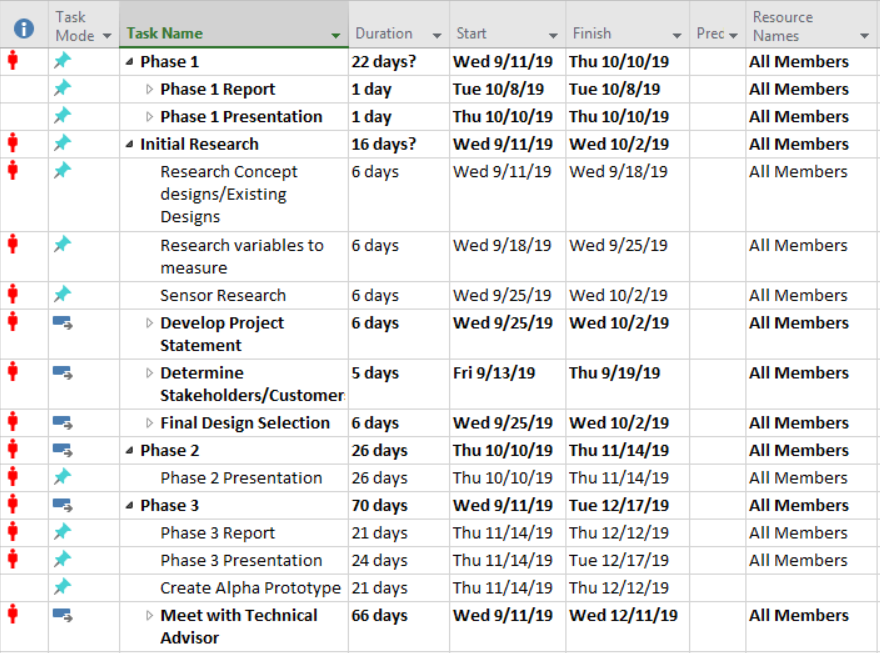 Task Mode Task Name Duration Start Finish Prec Resource Names
Phase 1 22 days? Wed 9/11/19 Thu 10/10/19 All Members
Phase 1 Report 1 day Tue 10/8/19 Tue 10/8/19 All Members
Phase 1 Presentation 1 day Thu 10/10/19 Thu 10/10/19 All Members
Initial Research 16 days? Wed 9/11/19 Wed 10/2/19 All Members
Research Concept 6 days Wed 9/11/19 Wed 9/18/19 All Members
designs/Existing
Designs
Research variables to 6 days Wed 9/18/19 Wed 9/25/19 All Members
measure
Sensor Research 6 days Wed 9/25/19 Wed 10/2/19 All Members
Develop Project 6 days Wed 9/25/19 Wed 10/2/19 All Members
Statement
Determine 5 days Fri 9/13/19 Thu 9/19/19 All Members
Stakeholders/Customer
Final Design Selection 6 days Wed 9/25/19 Wed 10/2/19 All Members
Phase 2 26 days Thu 10/10/19 Thu 11/14/19 All Members
Phase 2 Presentation 26 days Thu 10/10/19 Thu 11/14/19 All Members
Phase 3 70 days Wed 9/11/19 Tue 12/17/19 All Members
Phase 3 Report 21 days Thu 11/14/19 Thu 12/12/19 All Members
Phase 3 Presentation 24 days Thu 11/14/19 Tue 12/17/19 All Members
Create Alpha Prototype 21 days Thu 11/14/19 Thu 12/12/19
Meet with Technical 66 days Wed 9/11/19 Wed 12/11/19 All Members
Advisor